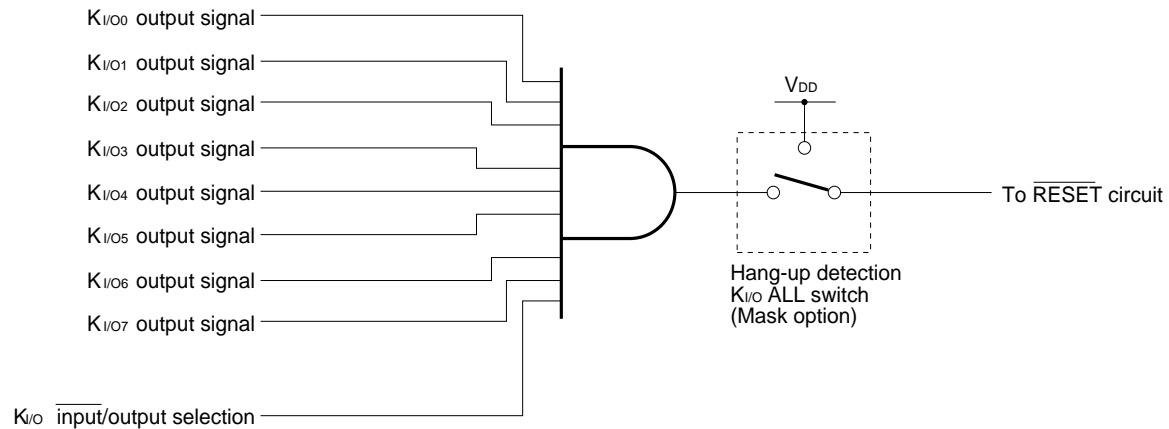 KI/O0 output signal
KI/O1 output signal
KI/O2 output signal
KI/O3 output signal
KI/O4 output signal
KI/O5 output signal
KI/O6 output signal
KI/O7 output signal
KI/O input/output selection
VDD
Hang-up detection
KI/O ALL switch
(Mask option)
To RESET circuit